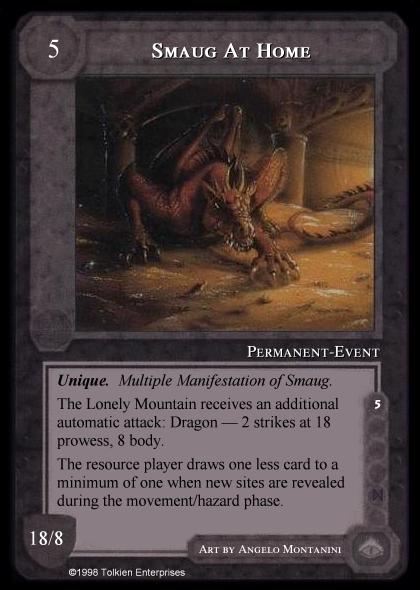 5
Smaug At Home
Permanent-Event
Unique. Multiple Manifestation of Smaug.
The Lonely Mountain receives an additional
automatic attack: Dragon — 2 strikes at 18
prowess, 8 body.
5
The resource player draws one less card to a
minimum of one when new sites are revealed
during the movement/hazard phase.
18/8
Art by Angelo Montanini
©1998 Tolkien Enterprises